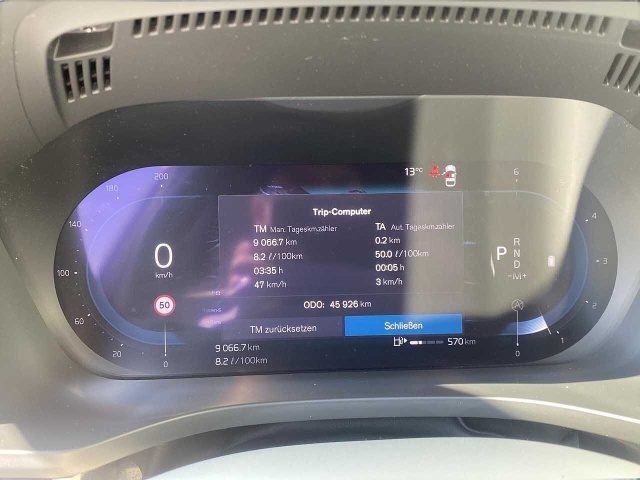 200
13°C
6
180
Trip-Computer
TM Man. Tageskmzähler
TA Aut. Tageskmzähler
9 066.7 km
0.2 km
8.2 ℓ/100km
50.0 ℓ/100km
03:35 h
00:05 h
47 km/h
3 km/h
ODO: 45 926 km
TM zurücksetzen
Schließen
140
100
60
20
0
0
km/h
50
P
R
N
D
-M+
4
3
2
1
0
9 066.7 km
570 km
8.2 ℓ/100km